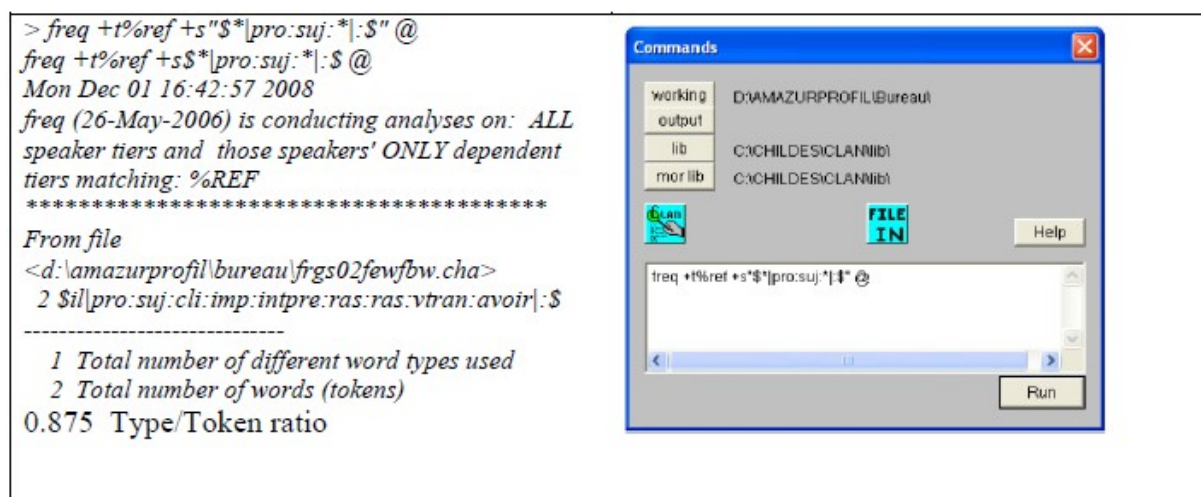 > freq +t%ref +s"$*|pro:suj:*|:$" @
freq +t%ref +s$*|pro:suj:*|:$ @
Mon Dec 01 16:42:57 2008
freq (26-May-2006) is conducting analyses on: ALL
speaker tiers and those speakers' ONLY dependent
tiers matching: %REF
****************************************
From file
<d:\amazurprofil\bureau\frgs02fewfbw.cha>
2 $il|pro:suj:cli:imp:intpre:ras:ras:vtran:avoir|:$
------------------------------
1 Total number of different word types used
2 Total number of words (tokens)
0.875 Type/Token ratio
Commands
working D:\AMAZURPROFIL\Bureau\
output
lib C:\CHILDES\CLAN\lib\
mor lib C:\CHILDES\CLAN\lib\
CLAN
FILE
IN
Help
freq +t%ref +s"$*|pro:suj:*|:$" @
Run